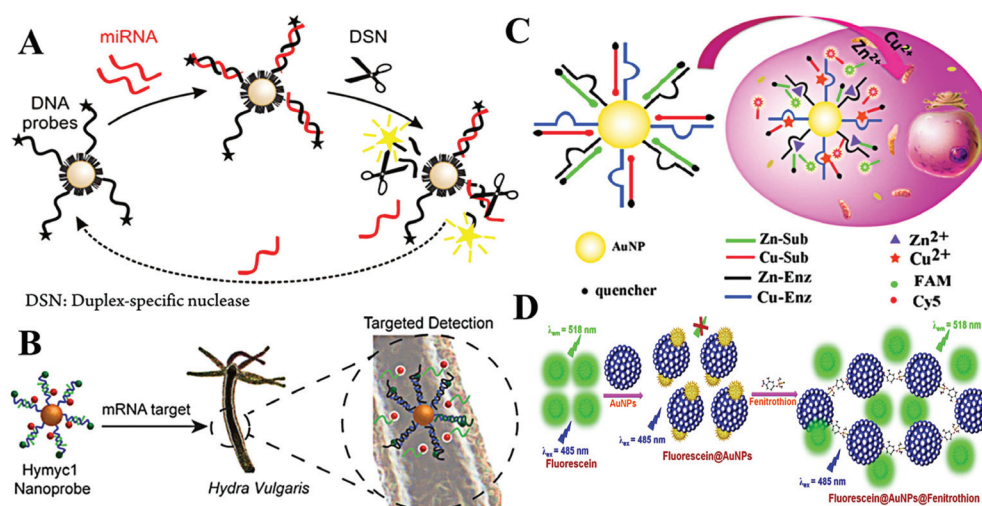 A
miRNA
DSN
DNA
probes
DSN: Duplex-specific nuclease
B
Hymyc1
Nanoprobe
mRNA target
Hydra Vulgaris
Targeted Detection
C
Zn2+
Cu2+
AuNP
quencher
Zn-Sub
Cu-Sub
Zn-Enz
Cu-Enz
Zn2+
Cu2+
FAM
Cy5
D
λem = 518 nm
λex = 485 nm
Fluorescein
AuNPs
λex = 485 nm
Fluorescein@AuNPs
Fenitrothion
λem = 518 nm
λex = 485 nm
Fluorescein@AuNPs@Fenitrothion